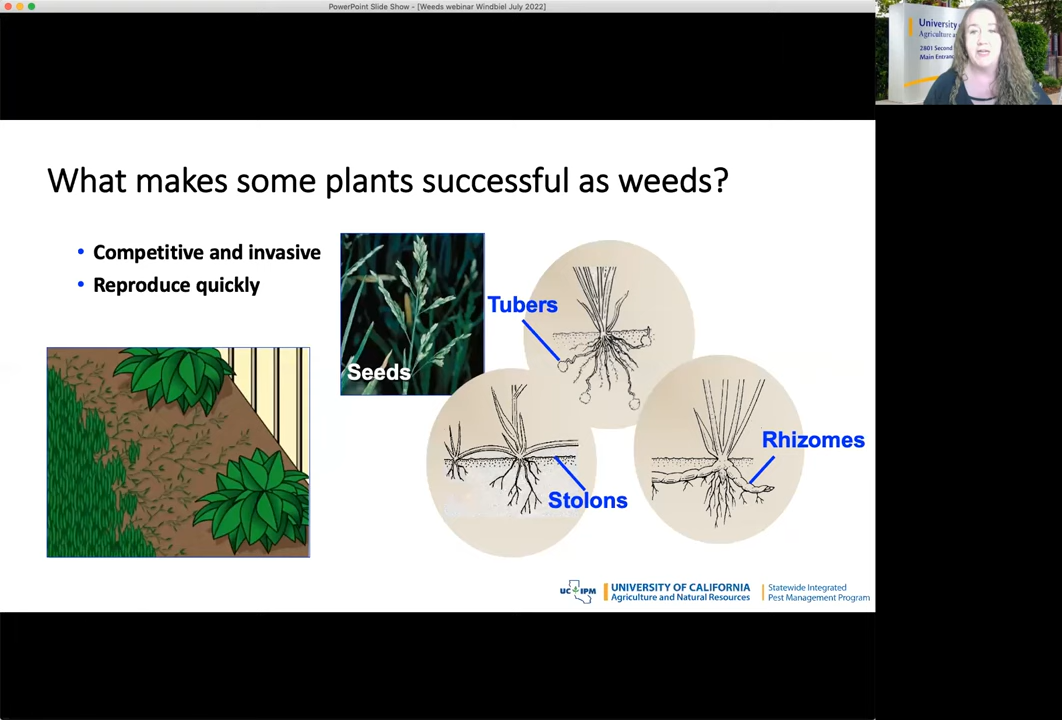 PowerPoint Slide Show - [Weeds webinar Windbiel July 2022]
University
Agriculture
2801 Second
Main Entrance
What makes some plants successful as weeds?
• Competitive and invasive
• Reproduce quickly
Seeds
Tubers
Stolons
Rhizomes
UC IPM
UNIVERSITY OF CALIFORNIA
Agriculture and Natural Resources
Statewide Integrated
Pest Management Program